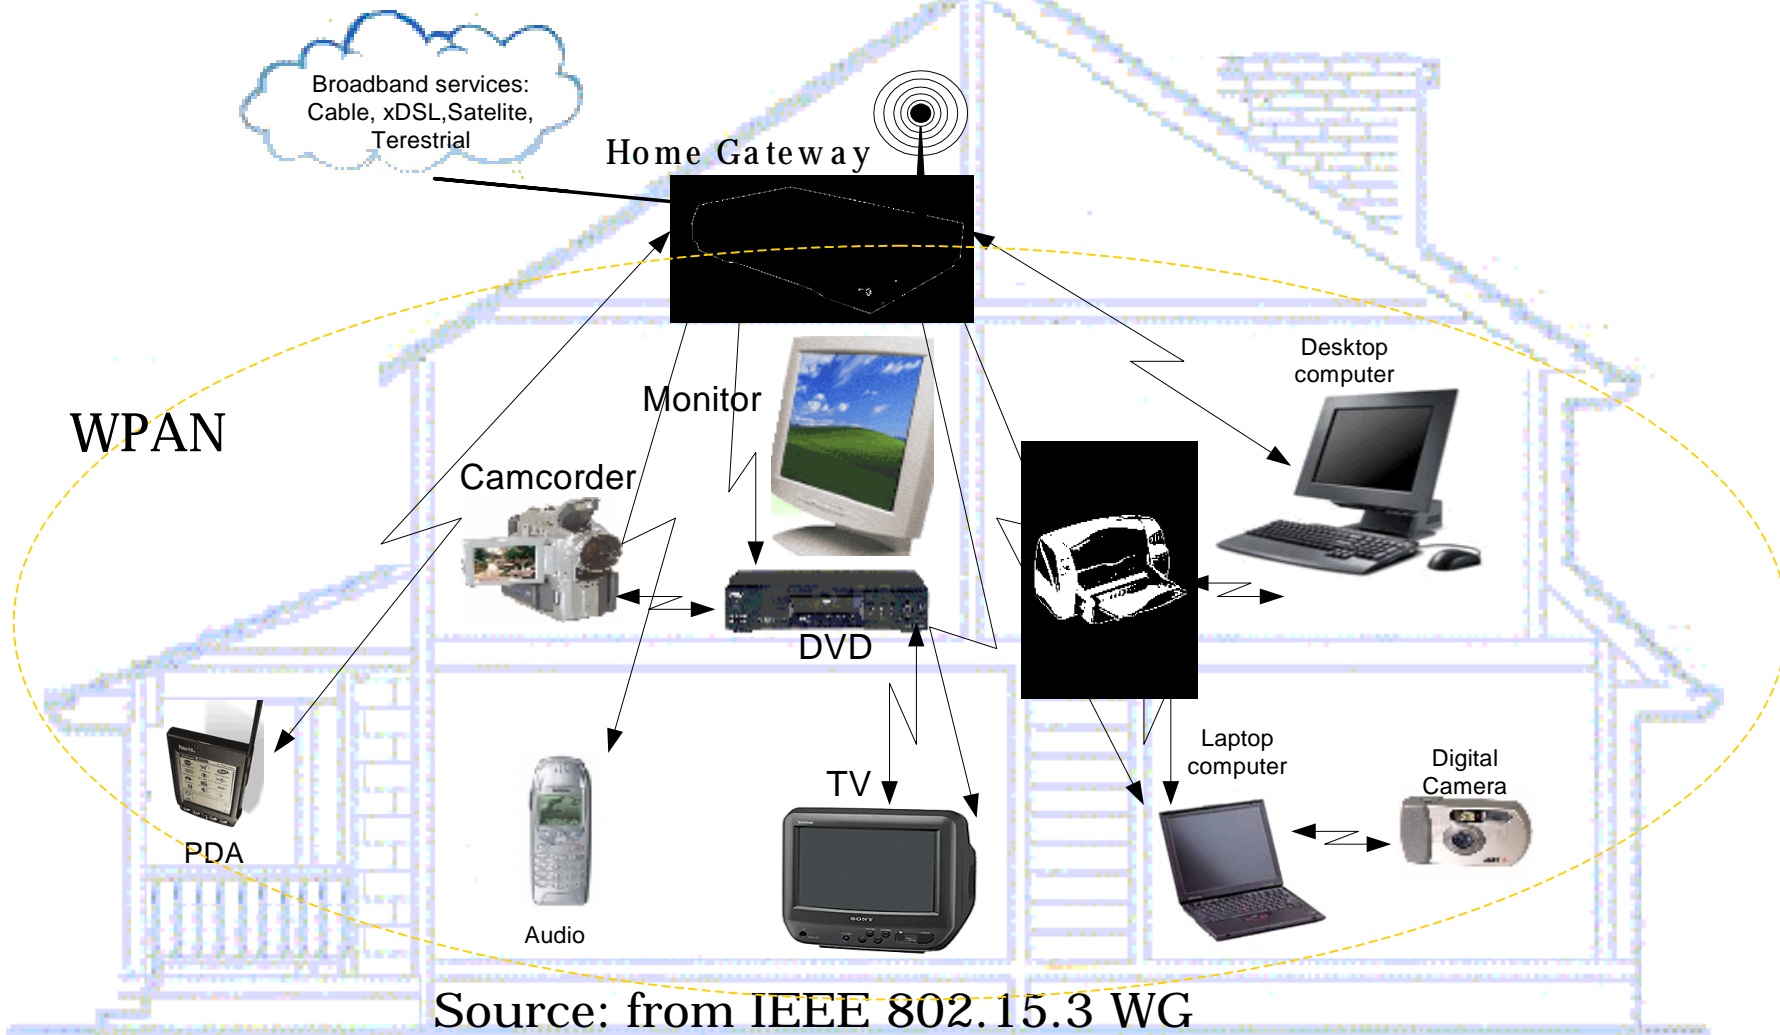 Broadband services:
Cable, xDSL,Satelite,
Terestrial
Home Gateway
Desktop
computer
Monitor
WPAN
Camcorder
DVD
Laptop
computer
Digital
Camera
TV
PDA
SONY
Audio
Source: from IEEE 802.15.3 WG